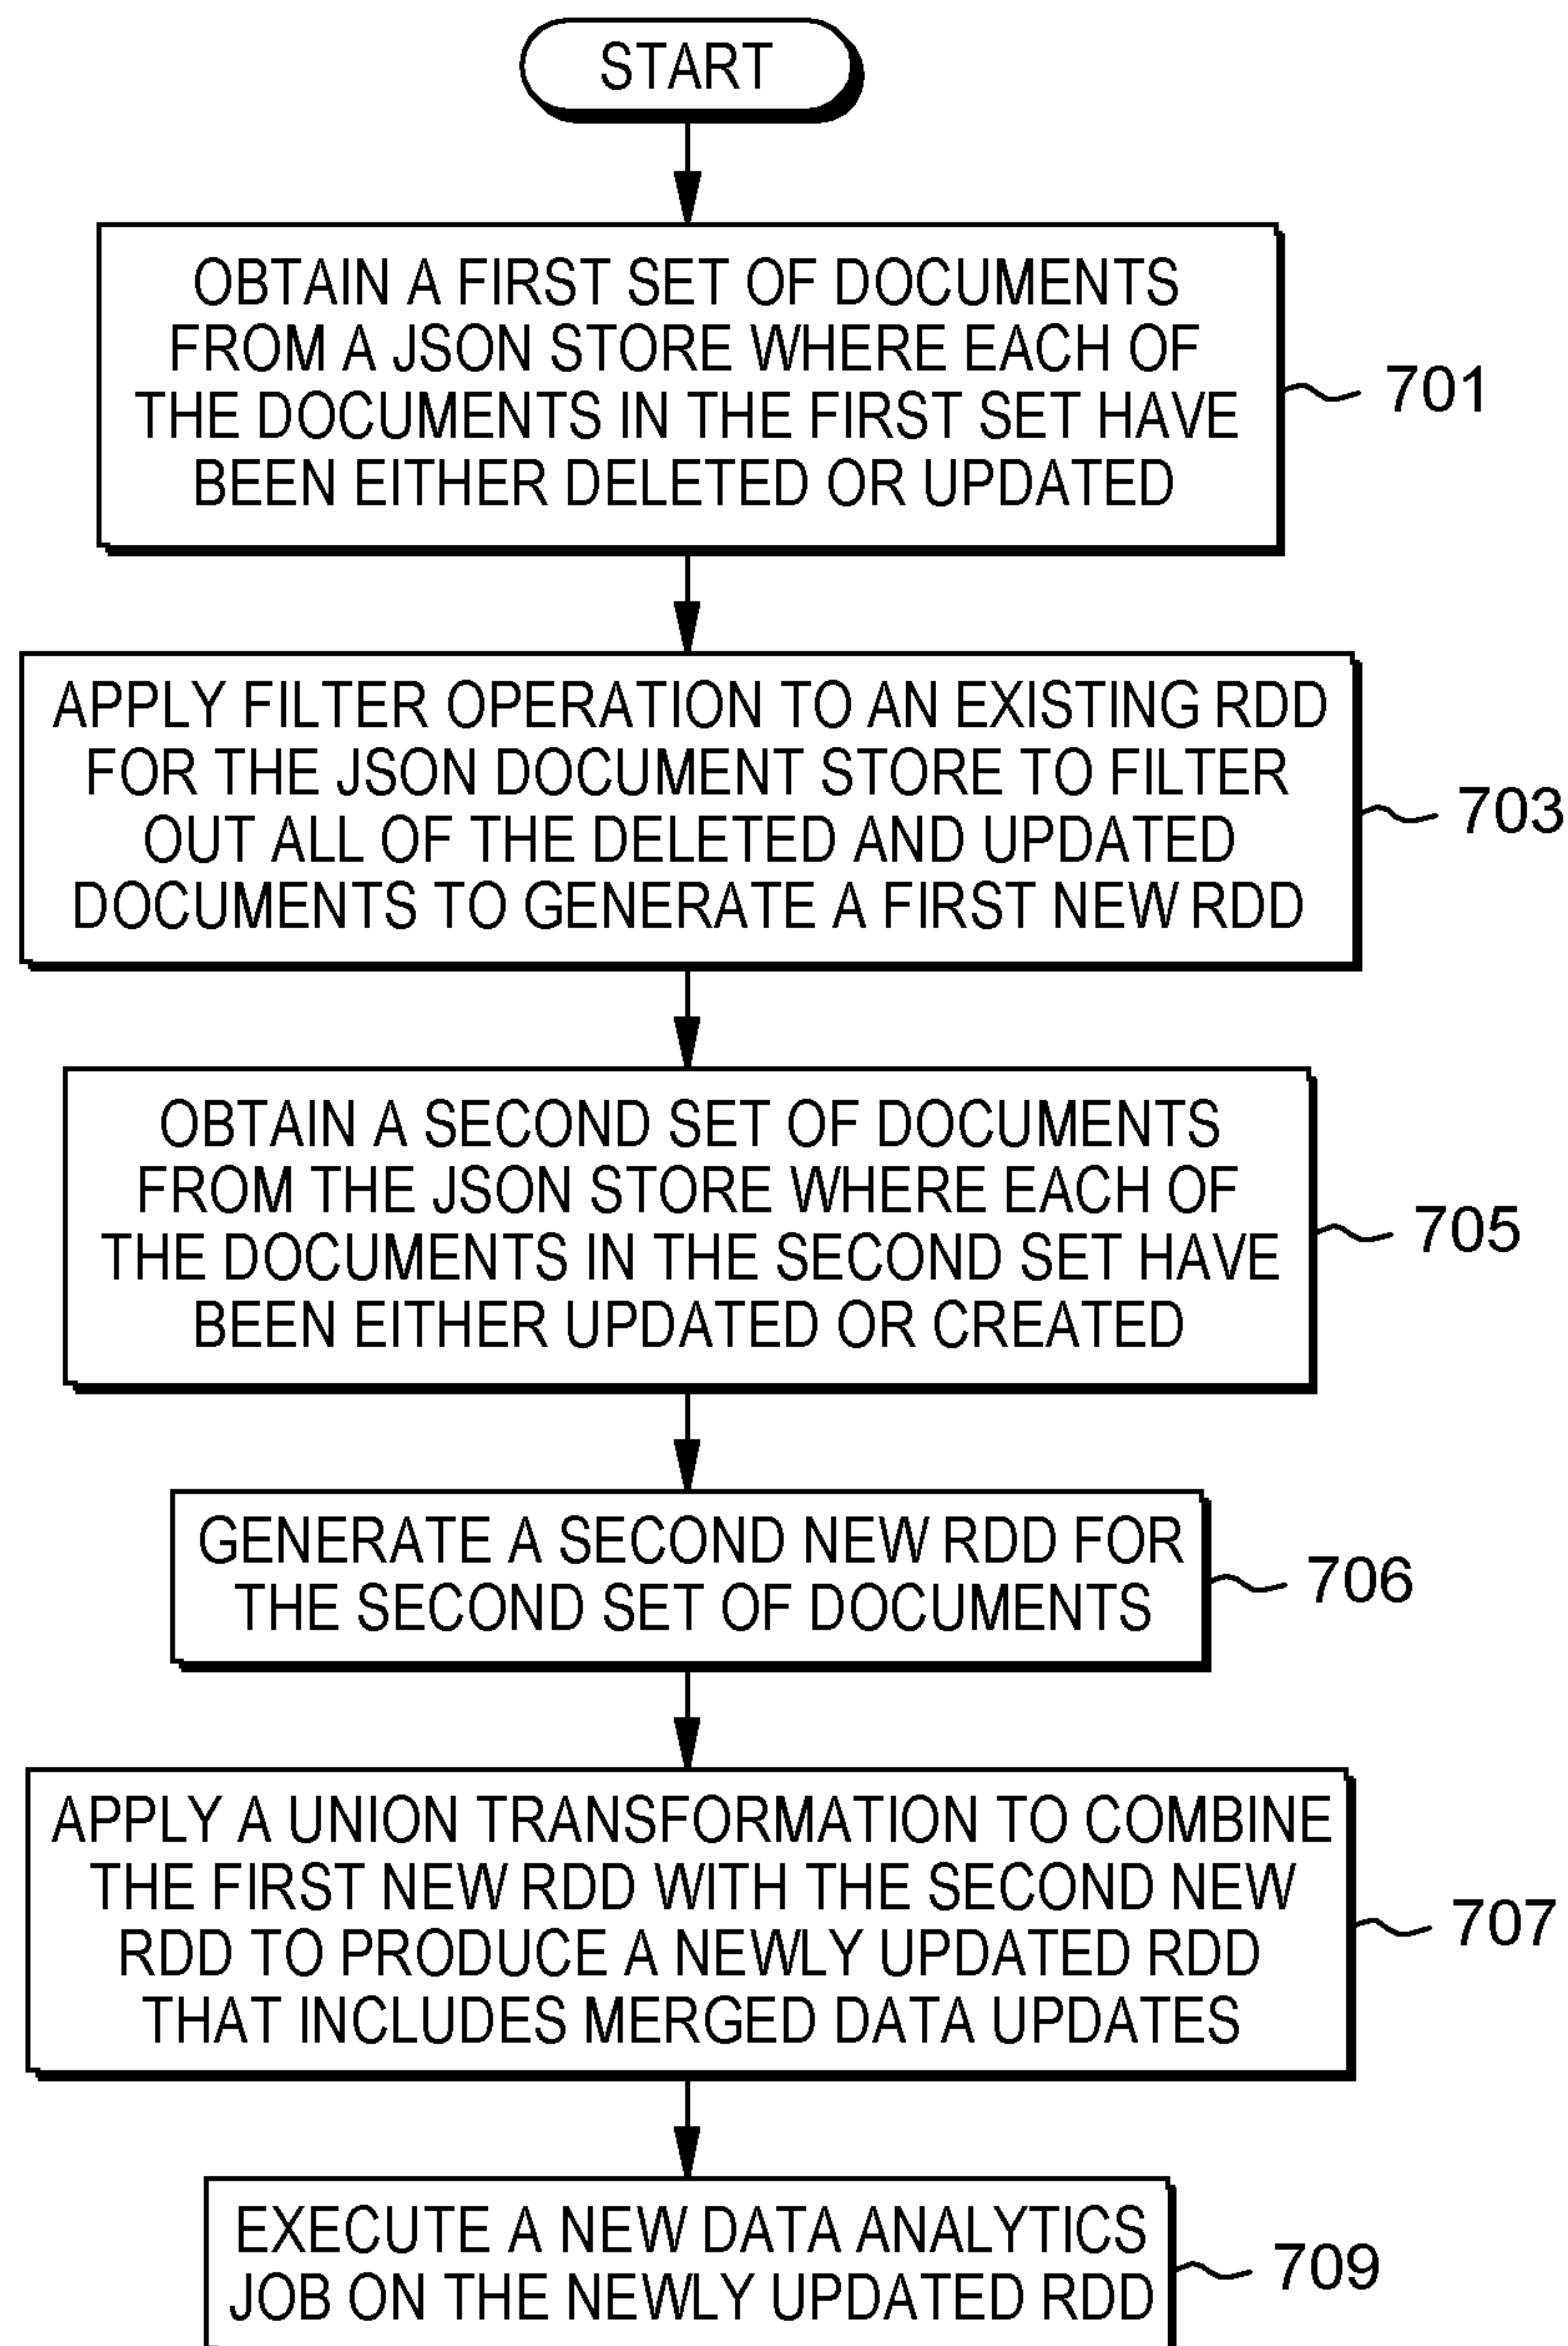 START
OBTAIN A FIRST SET OF DOCUMENTS
FROM A JSON STORE WHERE EACH OF
THE DOCUMENTS IN THE FIRST SET HAVE
BEEN EITHER DELETED OR UPDATED
701
APPLY FILTER OPERATION TO AN EXISTING RDD
FOR THE JSON DOCUMENT STORE TO FILTER
OUT ALL OF THE DELETED AND UPDATED
DOCUMENTS TO GENERATE A FIRST NEW RDD
703
OBTAIN A SECOND SET OF DOCUMENTS
FROM THE JSON STORE WHERE EACH OF
THE DOCUMENTS IN THE SECOND SET HAVE
BEEN EITHER UPDATED OR CREATED
705
GENERATE A SECOND NEW RDD FOR
THE SECOND SET OF DOCUMENTS
706
APPLY A UNION TRANSFORMATION TO COMBINE
THE FIRST NEW RDD WITH THE SECOND NEW
RDD TO PRODUCE A NEWLY UPDATED RDD
THAT INCLUDES MERGED DATA UPDATES
707
EXECUTE A NEW DATA ANALYTICS
JOB ON THE NEWLY UPDATED RDD
709